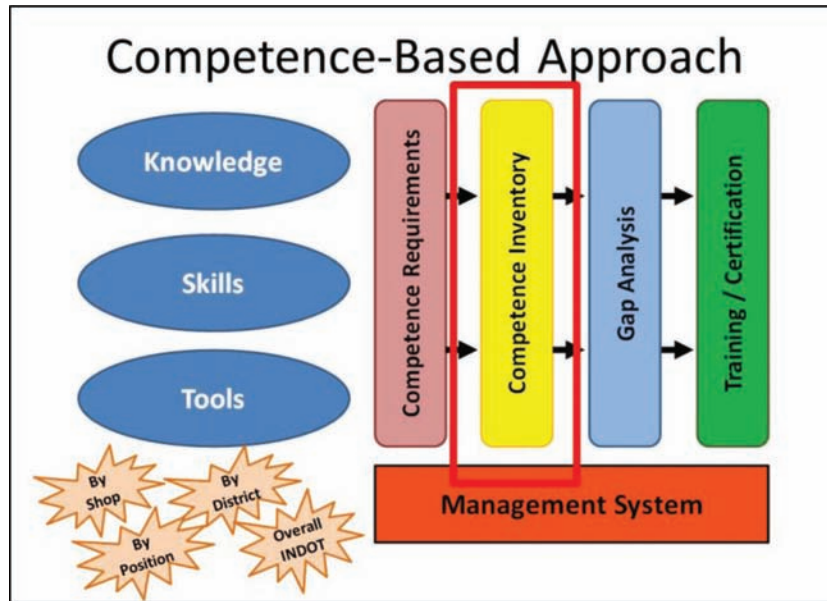 Competence-Based Approach
Knowledge
Skills
Tools
Competence Requirements
Competence Inventory
Gap Analysis
Training / Certification
By
Shop
By
District
By
Position
Overall
INDOT
Management System